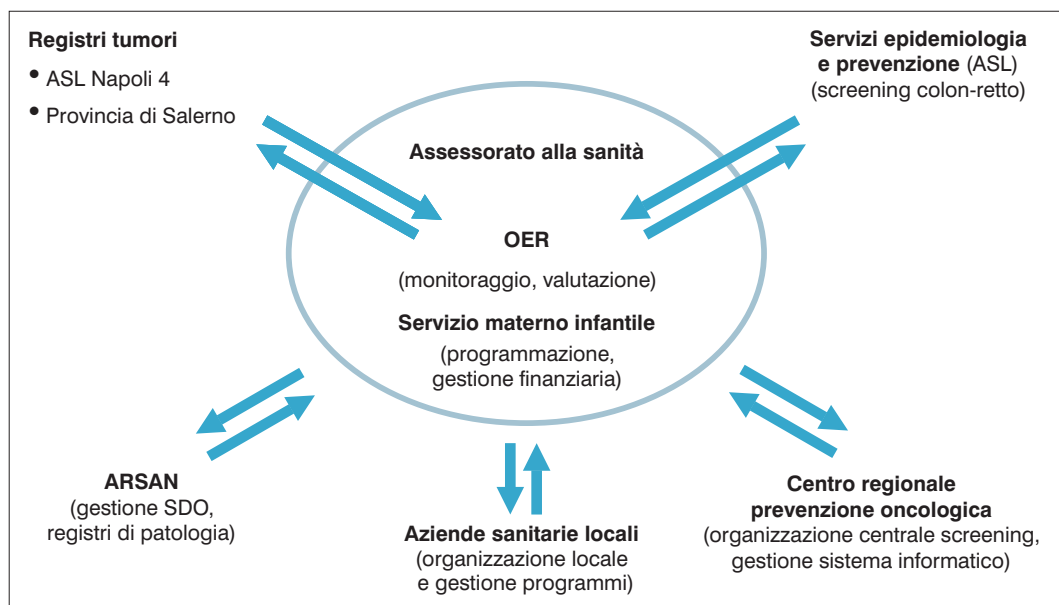 Registri tumori
• ASL Napoli 4
• Provincia di Salerno
Servizi epidemiologia
e prevenzione (ASL)
(screening colon-retto)
Assessorato alla sanità
OER
(monitoraggio, valutazione)
Servizio materno infantile
(programmazione,
gestione finanziaria)
ARSAN
(gestione SDO,
registri di patologia)
Aziende sanitarie locali
(organizzazione locale
e gestione programmi)
Centro regionale
prevenzione oncologica
(organizzazione centrale screening,
gestione sistema informatico)